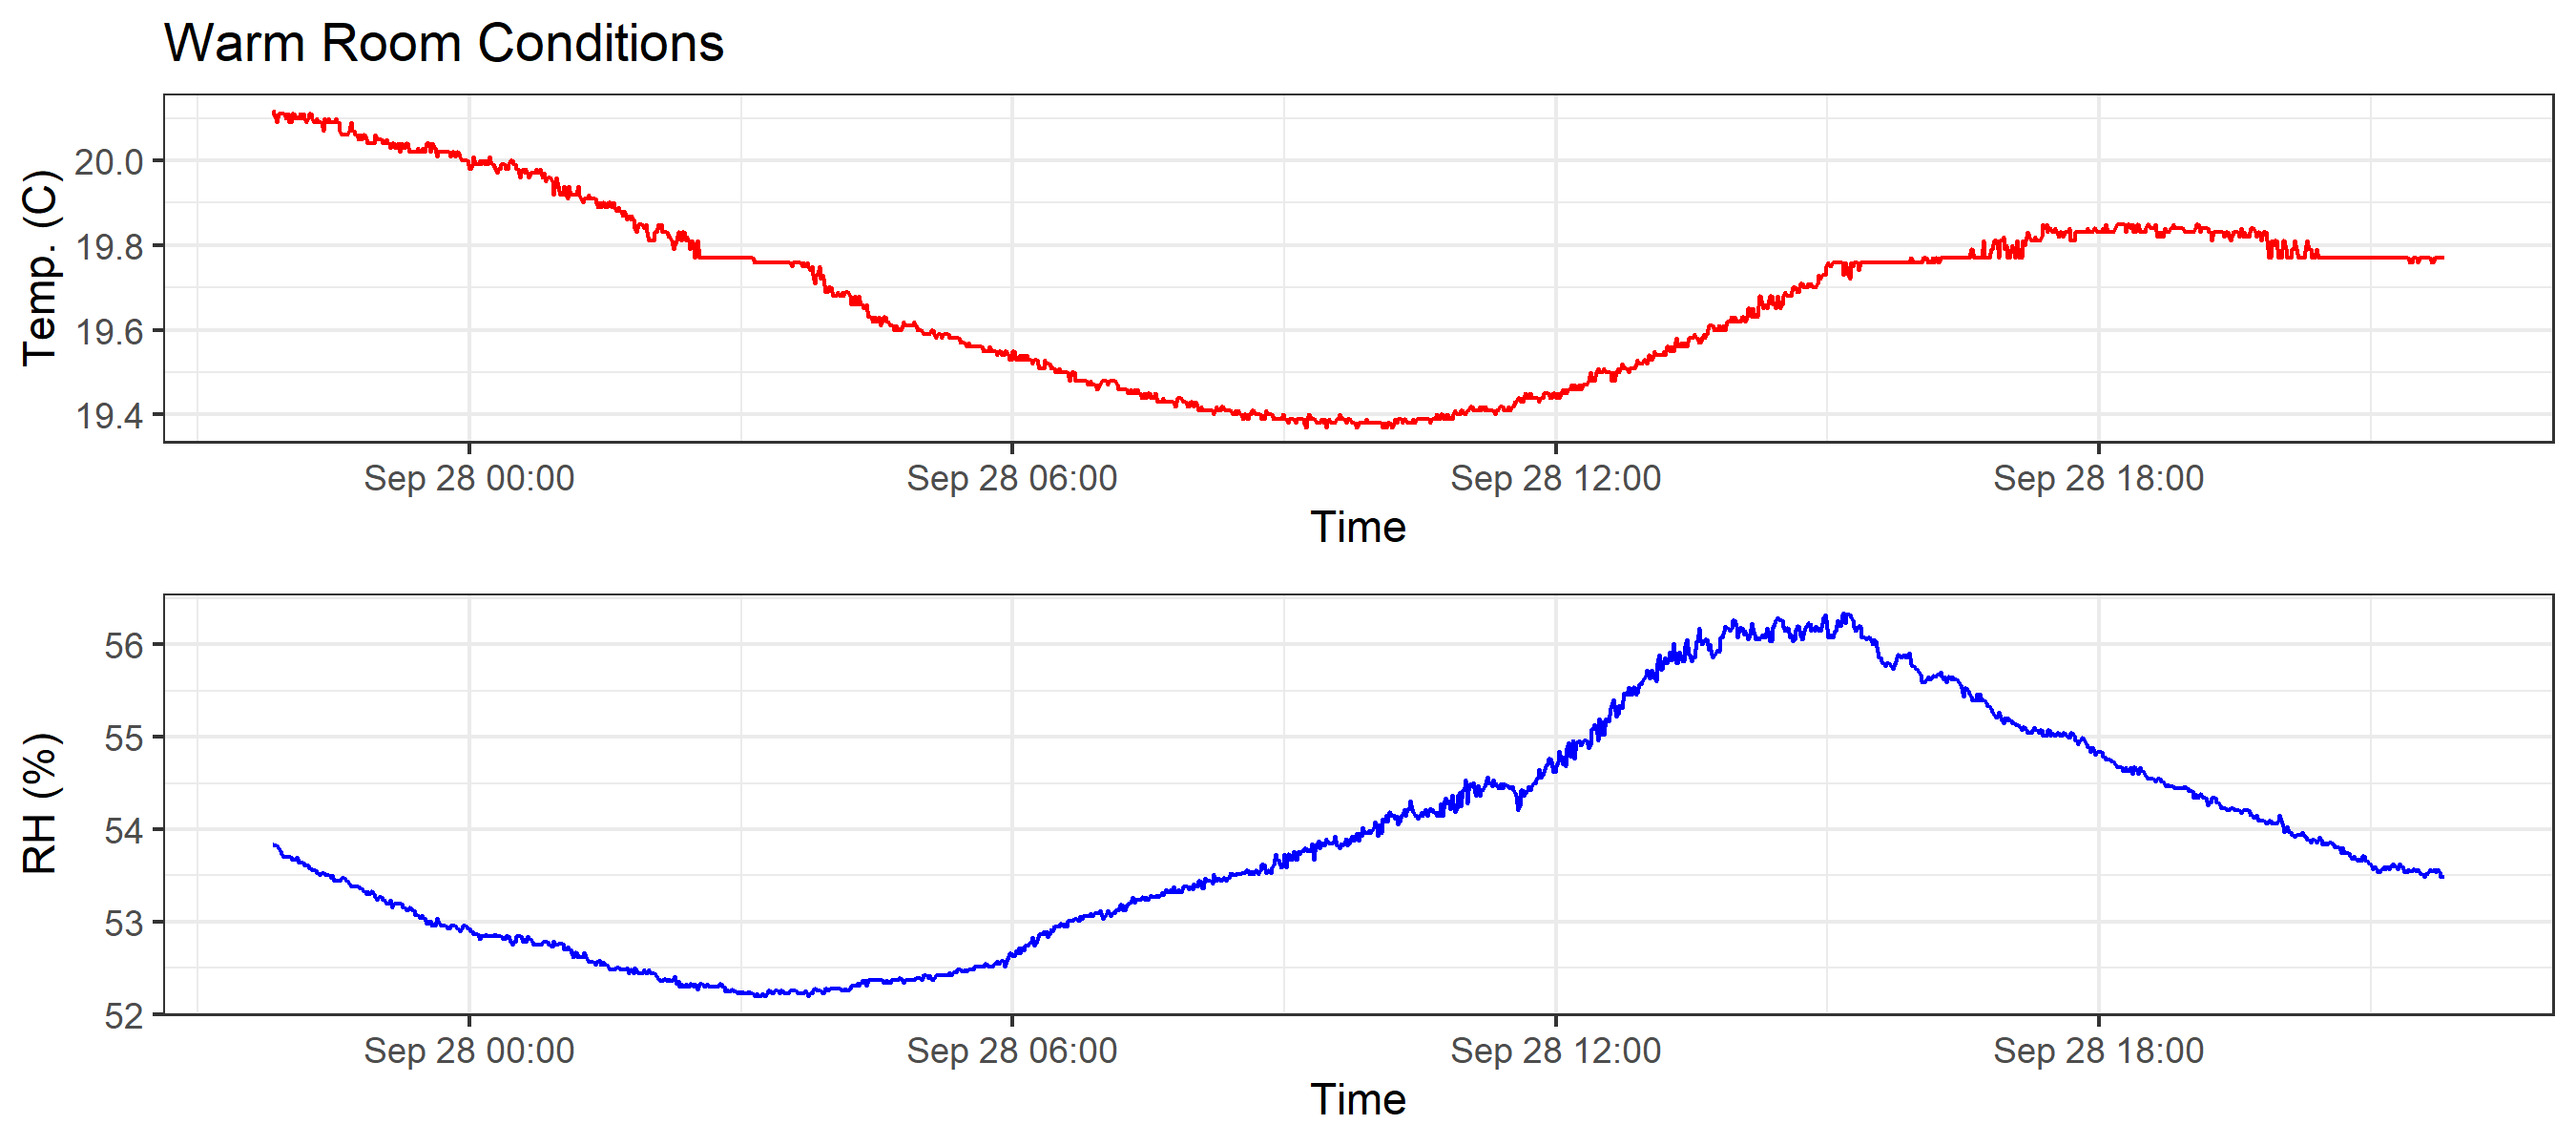 Warm Room Conditions
Temp. (C)
20.0
19.8
19.6
19.4
Sep 28 00:00 Sep 28 06:00 Sep 28 12:00 Sep 28 18:00
Time
RH (%)
56
55
54
53
52
Sep 28 00:00 Sep 28 06:00 Sep 28 12:00 Sep 28 18:00
Time